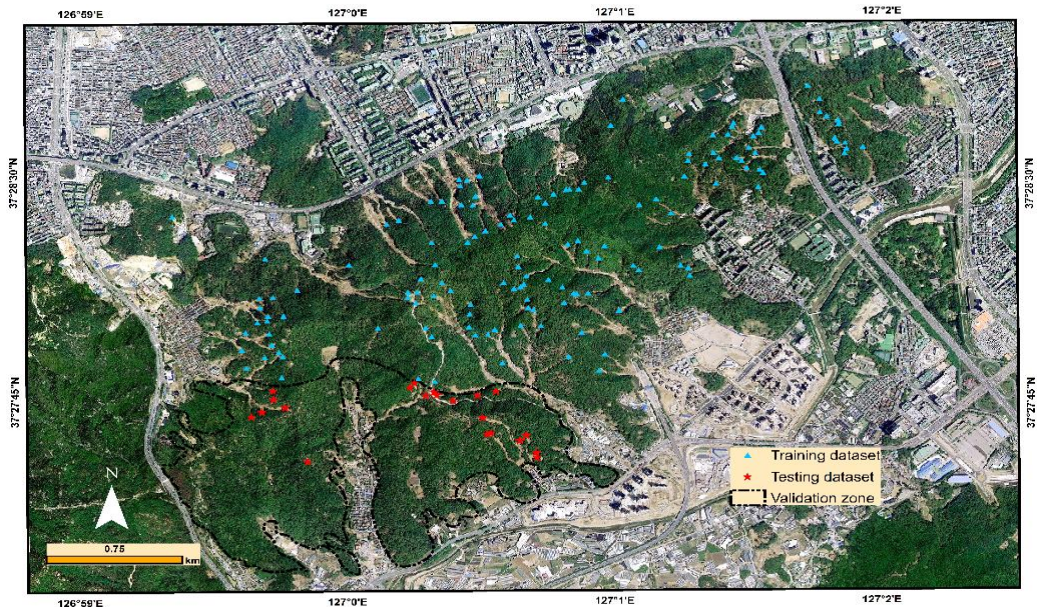 126°59'E 127°0'E 127°1'E 127°2'E
37°28'30"N 37°28'30"N
37°27'45"N 37°27'45"N
Training dataset
Testing dataset
Validation zone
N
0.75
km
126°59'E 127°0'E 127°1'E 127°2'E